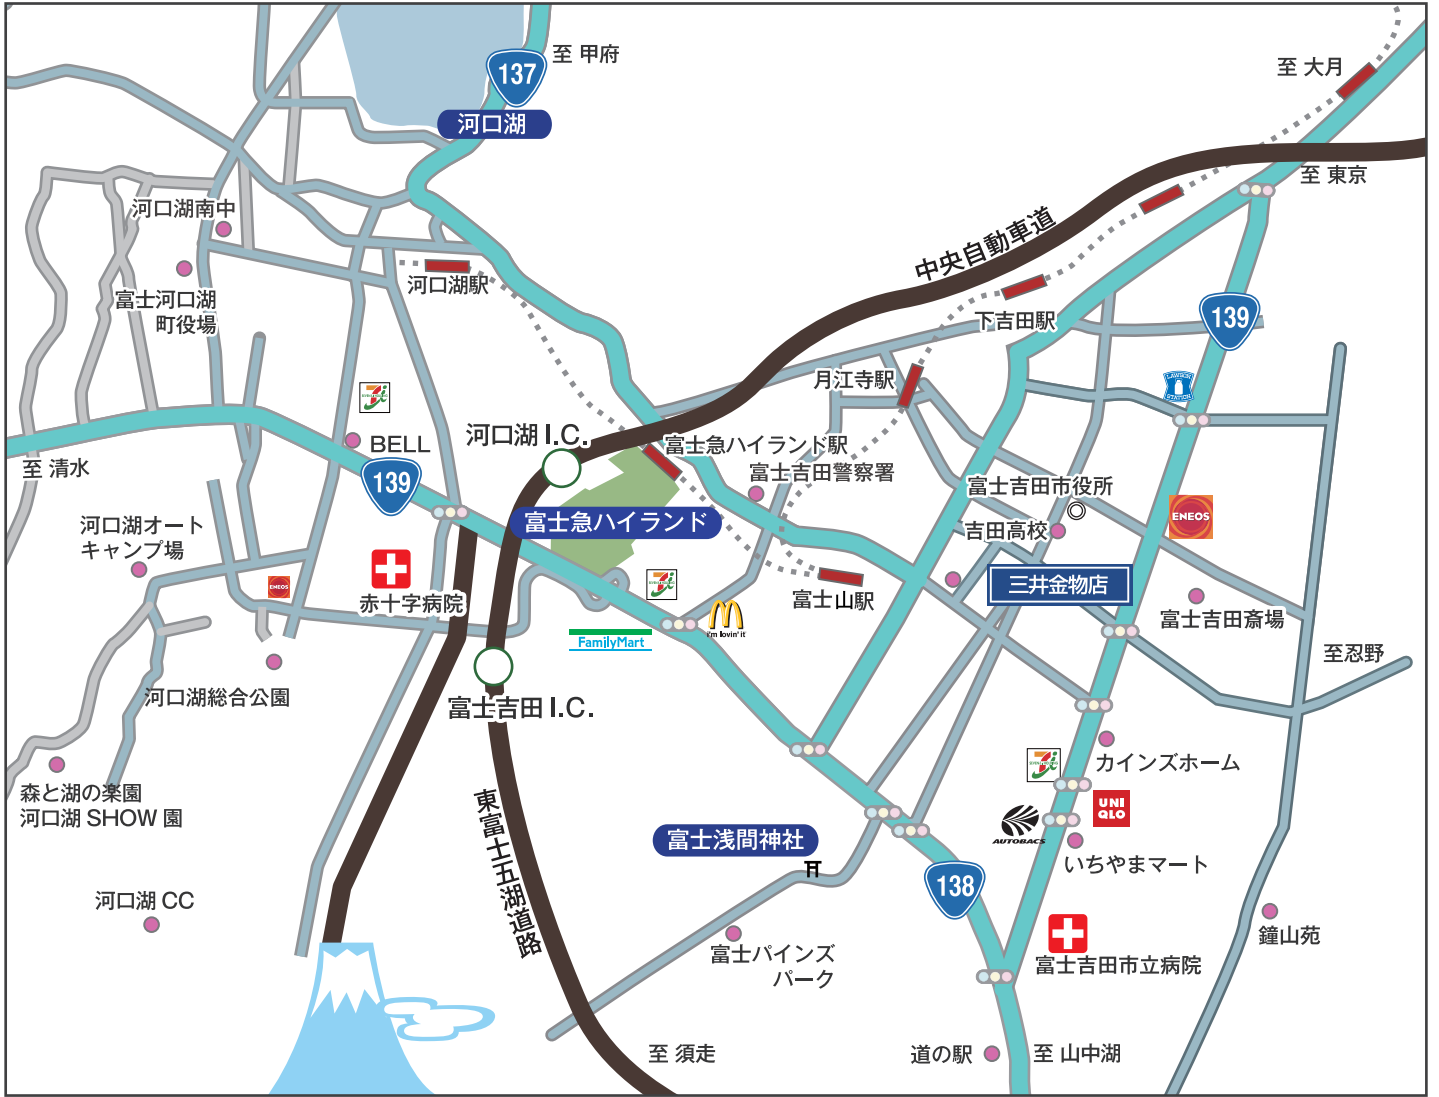 至 甲府
137
河口湖
至 大月
至 東京
河口湖南中
中央自動車道
河口湖駅
富士河口湖
町役場
下吉田駅
139
月江寺駅
LAWSON
STATION
BELL
河口湖 I.C.
富士急ハイランド駅
富士吉田警察署
至 清水
139
富士吉田市役所
富士急ハイランド
吉田高校
ENEOS
河口湖オート
キャンプ場
ENEOS
赤十字病院
三井金物店
富士山駅
富士吉田斎場
i'm lovin' it
FamilyMart
至忍野
河口湖総合公園
富士吉田 I.C.
カインズホーム
森と湖の楽園
河口湖 SHOW 園
UNI
QLO
AUTOBACS
東富士五湖道路
富士浅間神社
いちやまマート
138
河口湖 CC
鐘山苑
富士パインズ
パーク
富士吉田市立病院
至 須走
道の駅
至 山中湖